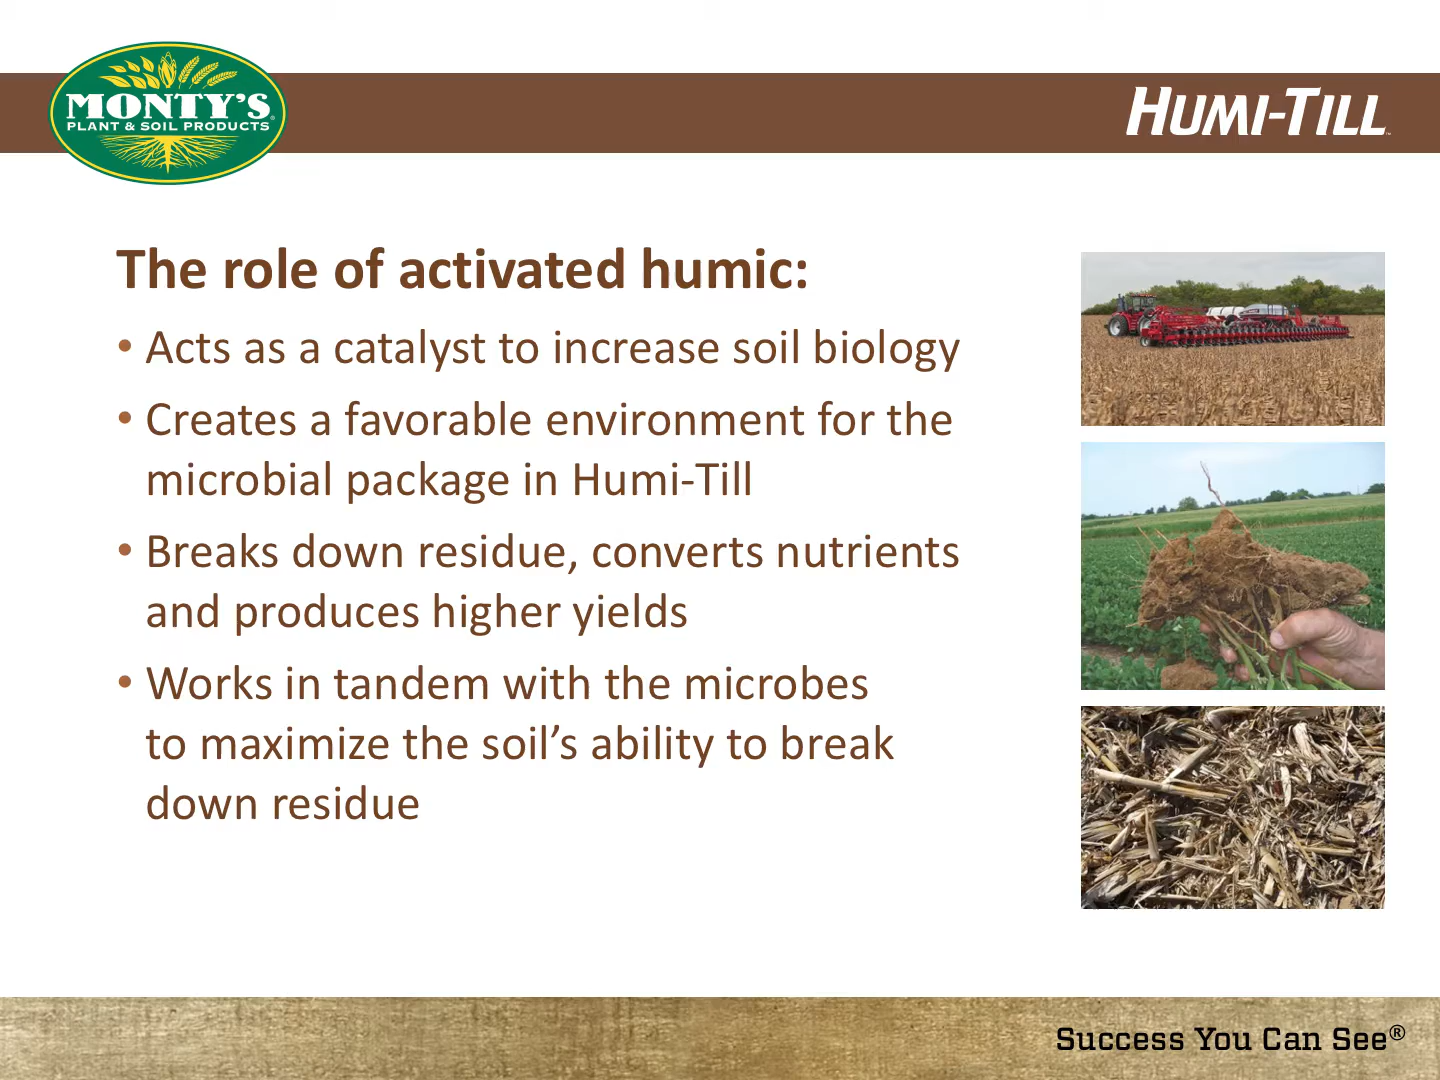 MONTY'S®
PLANT & SOIL PRODUCTS
HUMI-TILL™
The role of activated humic:
• Acts as a catalyst to increase soil biology
• Creates a favorable environment for the
microbial package in Humi-Till
• Breaks down residue, converts nutrients
and produces higher yields
• Works in tandem with the microbes
to maximize the soil’s ability to break
down residue
Success You Can See®